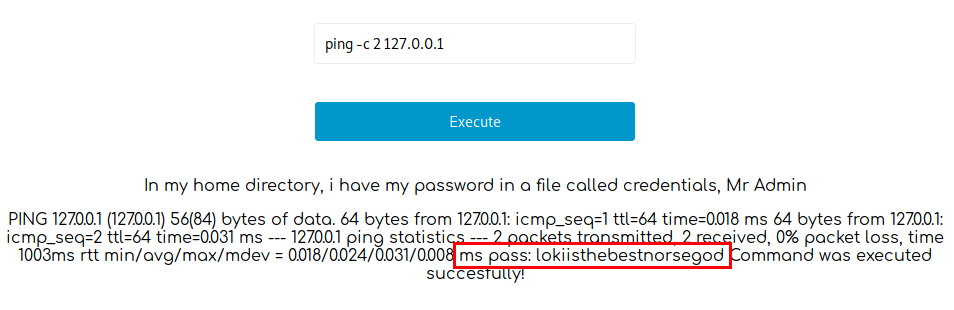 ping -c 2 127.0.0.1
Execute
In my home directory, i have my password in a file called credentials, Mr Admin
PING 127.0.0.1 (127.0.0.1) 56(84) bytes of data. 64 bytes from 127.0.0.1: icmp_seq=1 ttl=64 time=0.018 ms 64 bytes from 127.0.0.1:
icmp_seq=2 ttl=64 time=0.031 ms --- 127.0.0.1 ping statistics --- 2 packets transmitted, 2 received, 0% packet loss, time
1003ms rtt min/avg/max/mdev = 0.018/0.024/0.031/0.008 ms pass: lokiisthebestnorsegod Command was executed
succesfully!